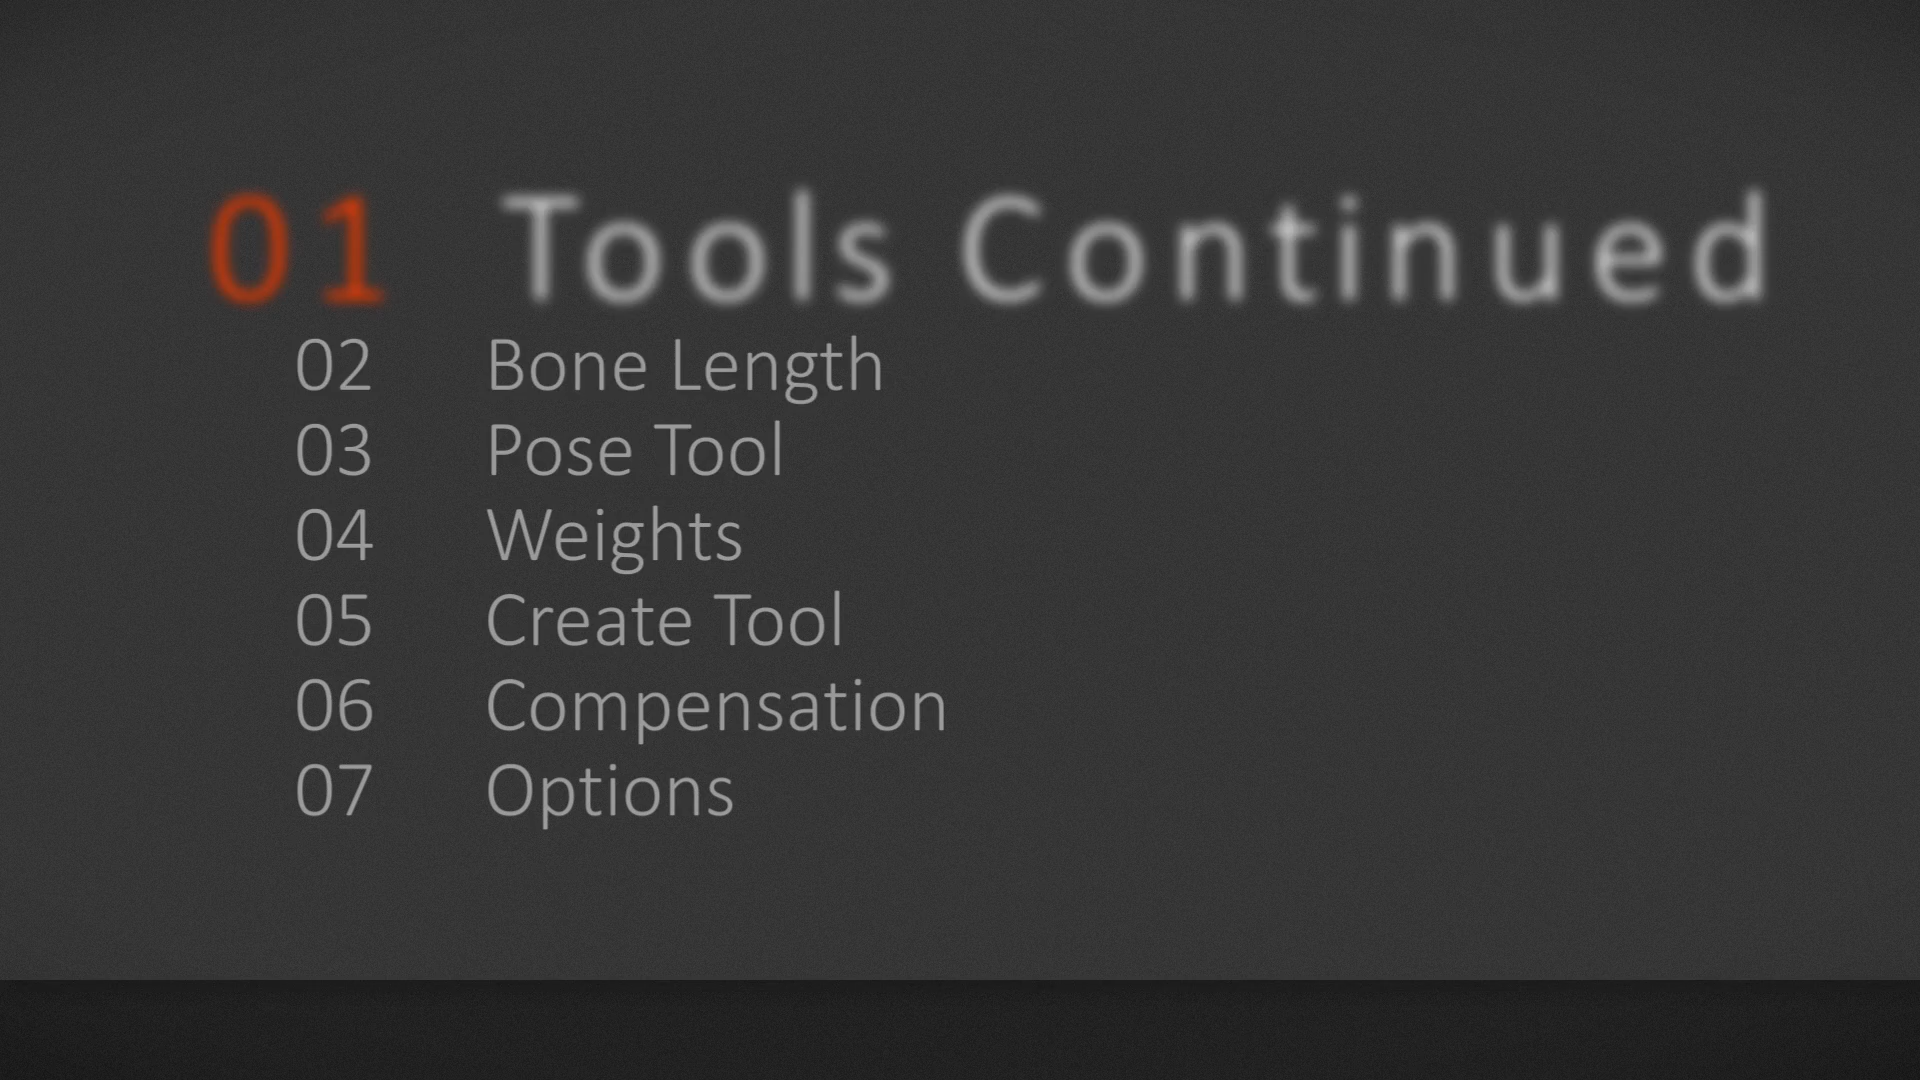 01 Tools Continued
02 Bone Length
03 Pose Tool
04 Weights
05 Create Tool
06 Compensation
07 Options